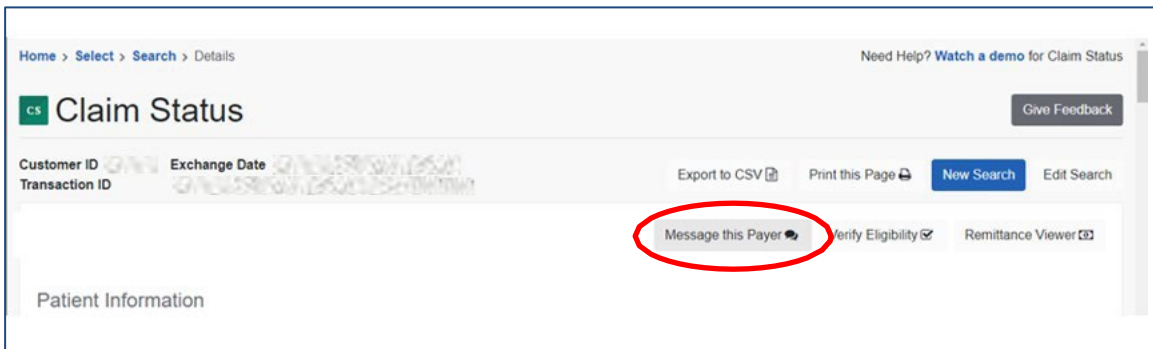 Home > Select > Search > Details
Need Help? Watch a demo for Claim Status
CS Claim Status
Give Feedback
Customer ID Exchange Date
Transaction ID
Export to CSV Print this Page New Search Edit Search
Message this Payer Verify Eligibility Remittance Viewer
Patient Information